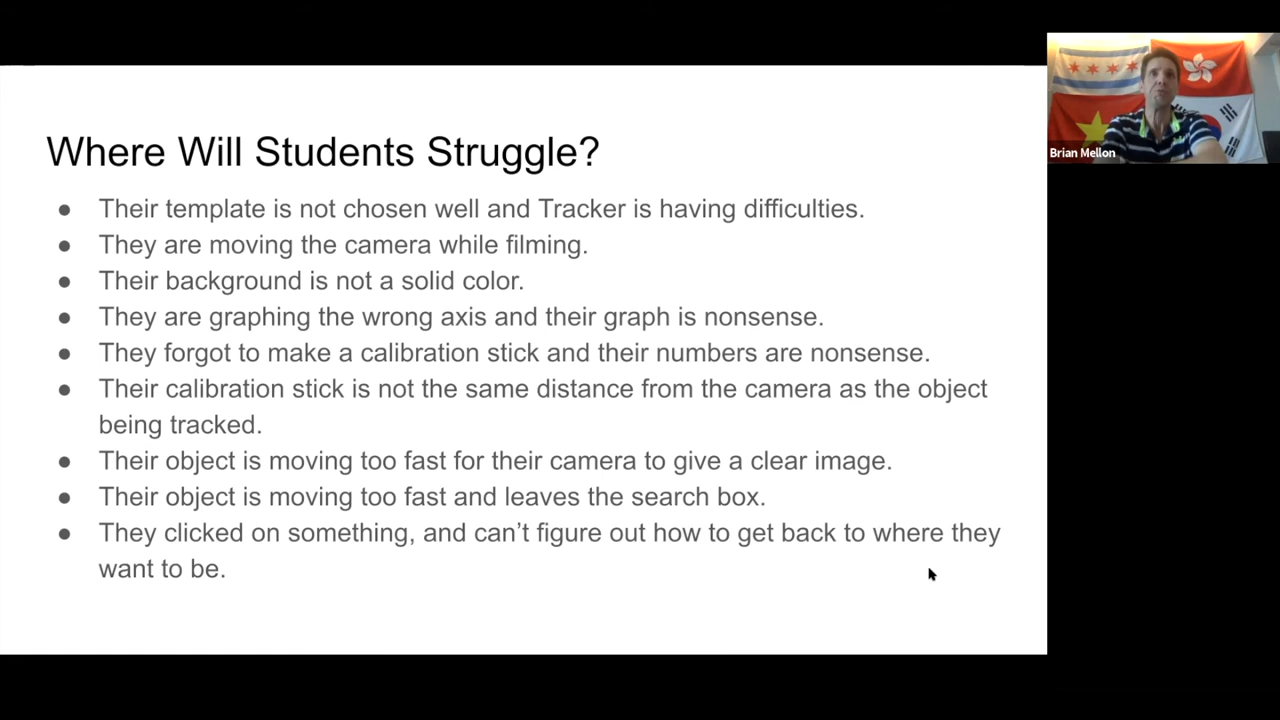 Where Will Students Struggle?
● Their template is not chosen well and Tracker is having difficulties.
● They are moving the camera while filming.
● Their background is not a solid color.
● They are graphing the wrong axis and their graph is nonsense.
● They forgot to make a calibration stick and their numbers are nonsense.
● Their calibration stick is not the same distance from the camera as the object
being tracked.
● Their object is moving too fast for their camera to give a clear image.
● Their object is moving too fast and leaves the search box.
● They clicked on something, and can’t figure out how to get back to where they
want to be.
Brian Mellon